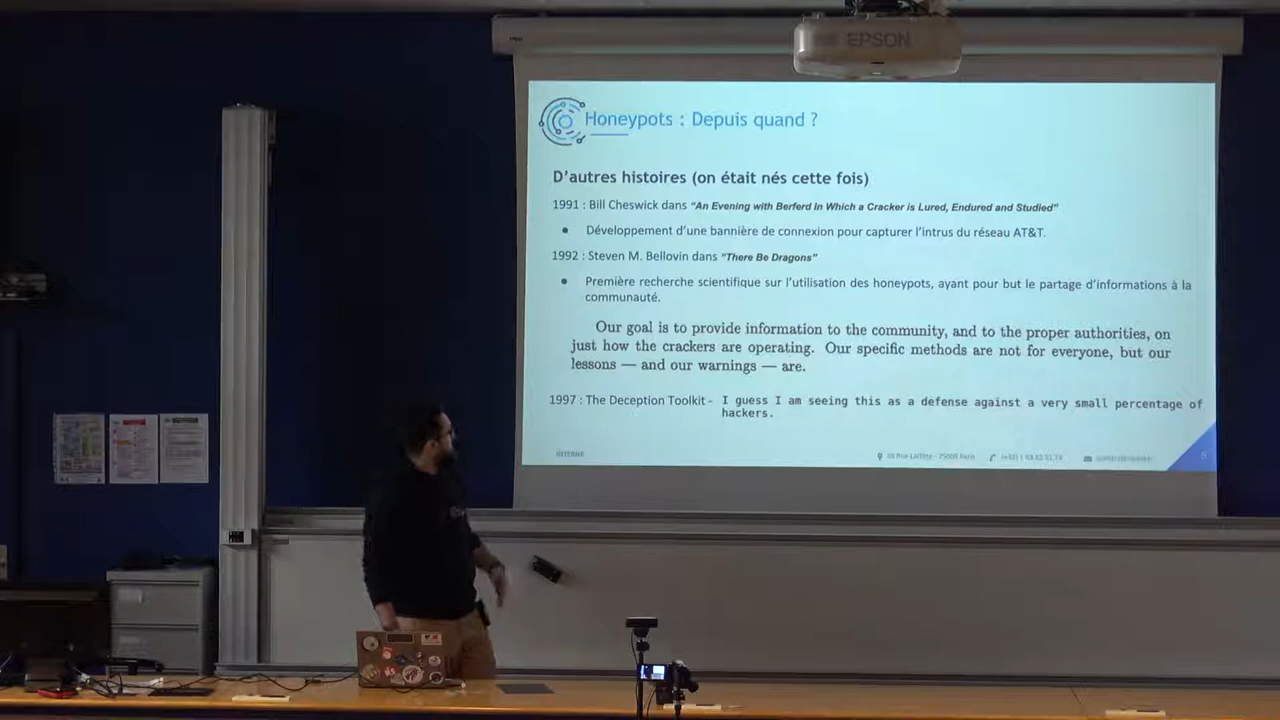 EPSON
Honeypots : Depuis quand ?
D'autres histoires (on était nés cette fois)
1991 : Bill Cheswick dans "An Evening with Berferd In Which a Cracker is Lured, Endured and Studied"
● Développement d'une bannière de connexion pour capturer l'intrus du réseau AT&T.
1992 : Steven M. Bellovin dans "There Be Dragons"
● Première recherche scientifique sur l'utilisation des honeypots, ayant pour but le partage d'informations à la
communauté.
Our goal is to provide information to the community, and to the proper authorities, on
just how the crackers are operating. Our specific methods are not for everyone, but our
lessons — and our warnings — are.
1997 : The Deception Toolkit - I guess I am seeing this as a defense against a very small percentage of
hackers.